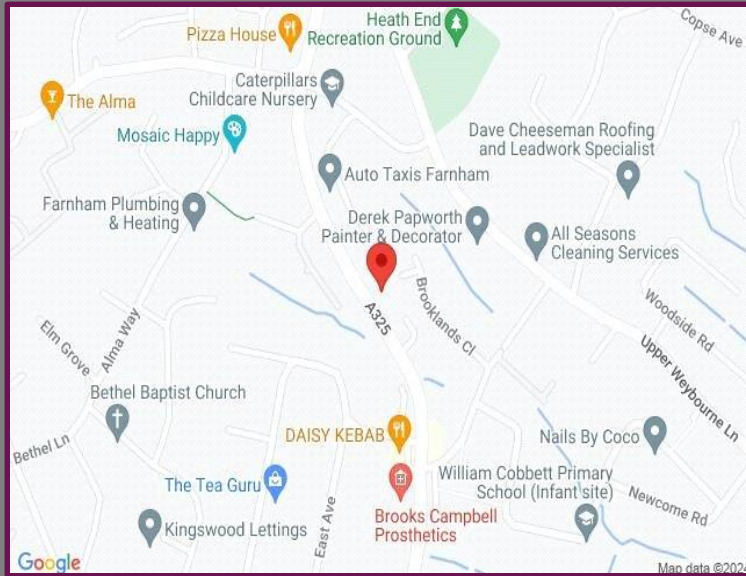 Heath End
Recreation Ground
Copse Ave
Pizza House
Caterpillars
Childcare Nursery
The Alma
Mosaic Happy
Dave Cheeseman Roofing
and Leadwork Specialist
Auto Taxis Farnham
Farnham Plumbing
& Heating
Derek Papworth
Painter & Decorator
All Seasons
Cleaning Services
A325
Brooklands Cl
Woodside Rd
Elm Grove
Alma Way
Upper Weybourne Ln
Bethel Baptist Church
Bethel Ln
DAISY KEBAB
Nails By Coco
The Tea Guru
William Cobbett Primary
School (Infant site)
Newcome Rd
East Ave
Kingswood Lettings
Brooks Campbell
Prosthetics
Google
Map data ©2024